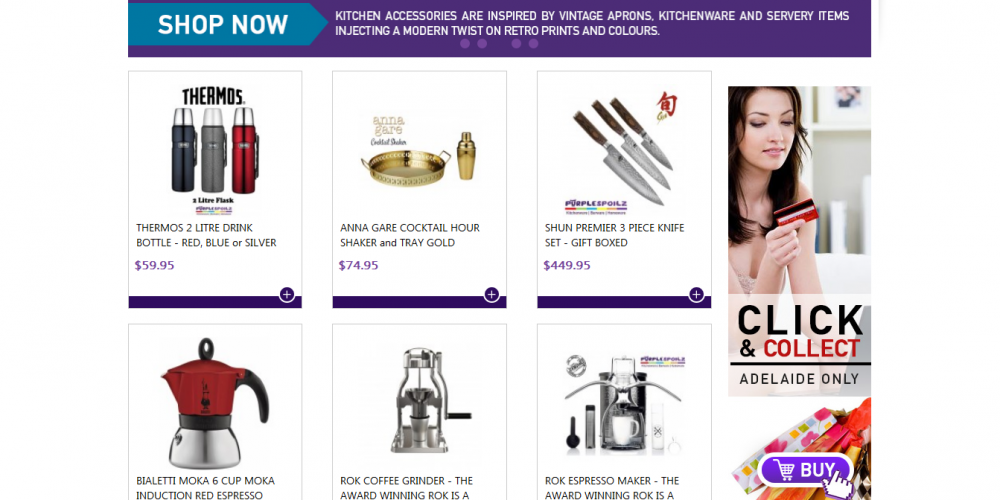 SHOP NOW
KITCHEN ACCESSORIES ARE INSPIRED BY VINTAGE APRONS, KITCHENWARE AND SERVERY ITEMS
INJECTING A MODERN TWIST ON RETRO PRINTS AND COLOURS.
THERMOS
2 Litre Flask
PURPLESPOILZ
THERMOS 2 LITRE DRINK
BOTTLE - RED, BLUE or SILVER
$59.95
anna
gare
Cocktail Shaker
ANNA GARE COCKTAIL HOUR
SHAKER and TRAY GOLD
$74.95
旬
PURPLESPOILZ
SHUN PREMIER 3 PIECE KNIFE
SET - GIFT BOXED
$449.95
CLICK
& COLLECT
ADELAIDE ONLY
BIALETTI MOKA 6 CUP MOKA
INDUCTION RED ESPRESSO
ROK COFFEE GRINDER - THE
AWARD WINNING ROK IS A
PURPLESPOILZ
ROK ESPRESSO MAKER - THE
AWARD WINNING ROK IS A
BUY